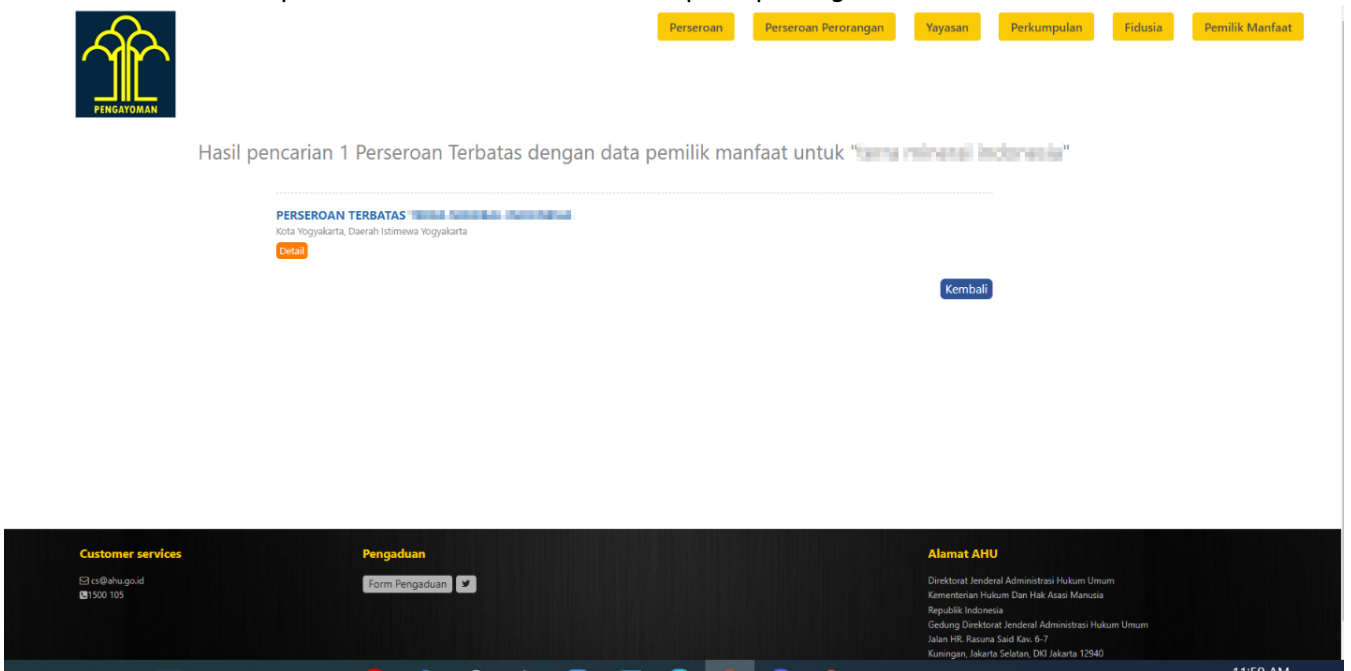 Perseroan Perseroan Perorangan Yayasan Perkumpulan Fidusia Pemilik Manfaat
PENGAYOMAN
Hasil pencarian 1 Perseroan Terbatas dengan data pemilik manfaat untuk " "
PERSEROAN TERBATAS
Kota Yogyakarta, Daerah Istimewa Yogyakarta
Detail
Kembali
Customer services
cs@ahu.go.id
1500 105
Pengaduan
Form Pengaduan
Alamat AHU
Direktorat Jenderal Administrasi Hukum Umum
Kementerian Hukum Dan Hak Asasi Manusia
Republik Indonesia
Gedung Direktorat Jenderal Administrasi Hukum Umum
Jalan HR. Rasuna Said Kav. 6-7
Kuningan, Jakarta Selatan, DKI Jakarta 12940
11:59 AM